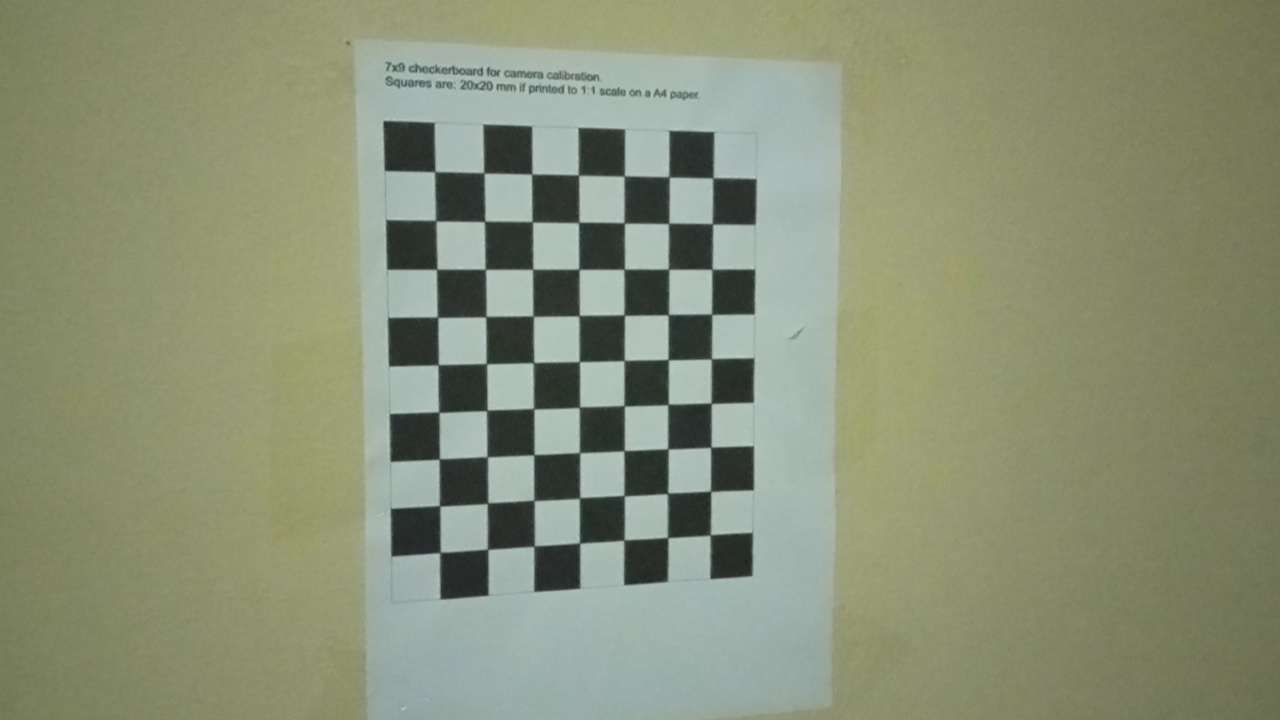 7x9 checkerboard for camera calibration.
Squares are: 20x20 mm if printed to 1:1 scale on a A4 paper.